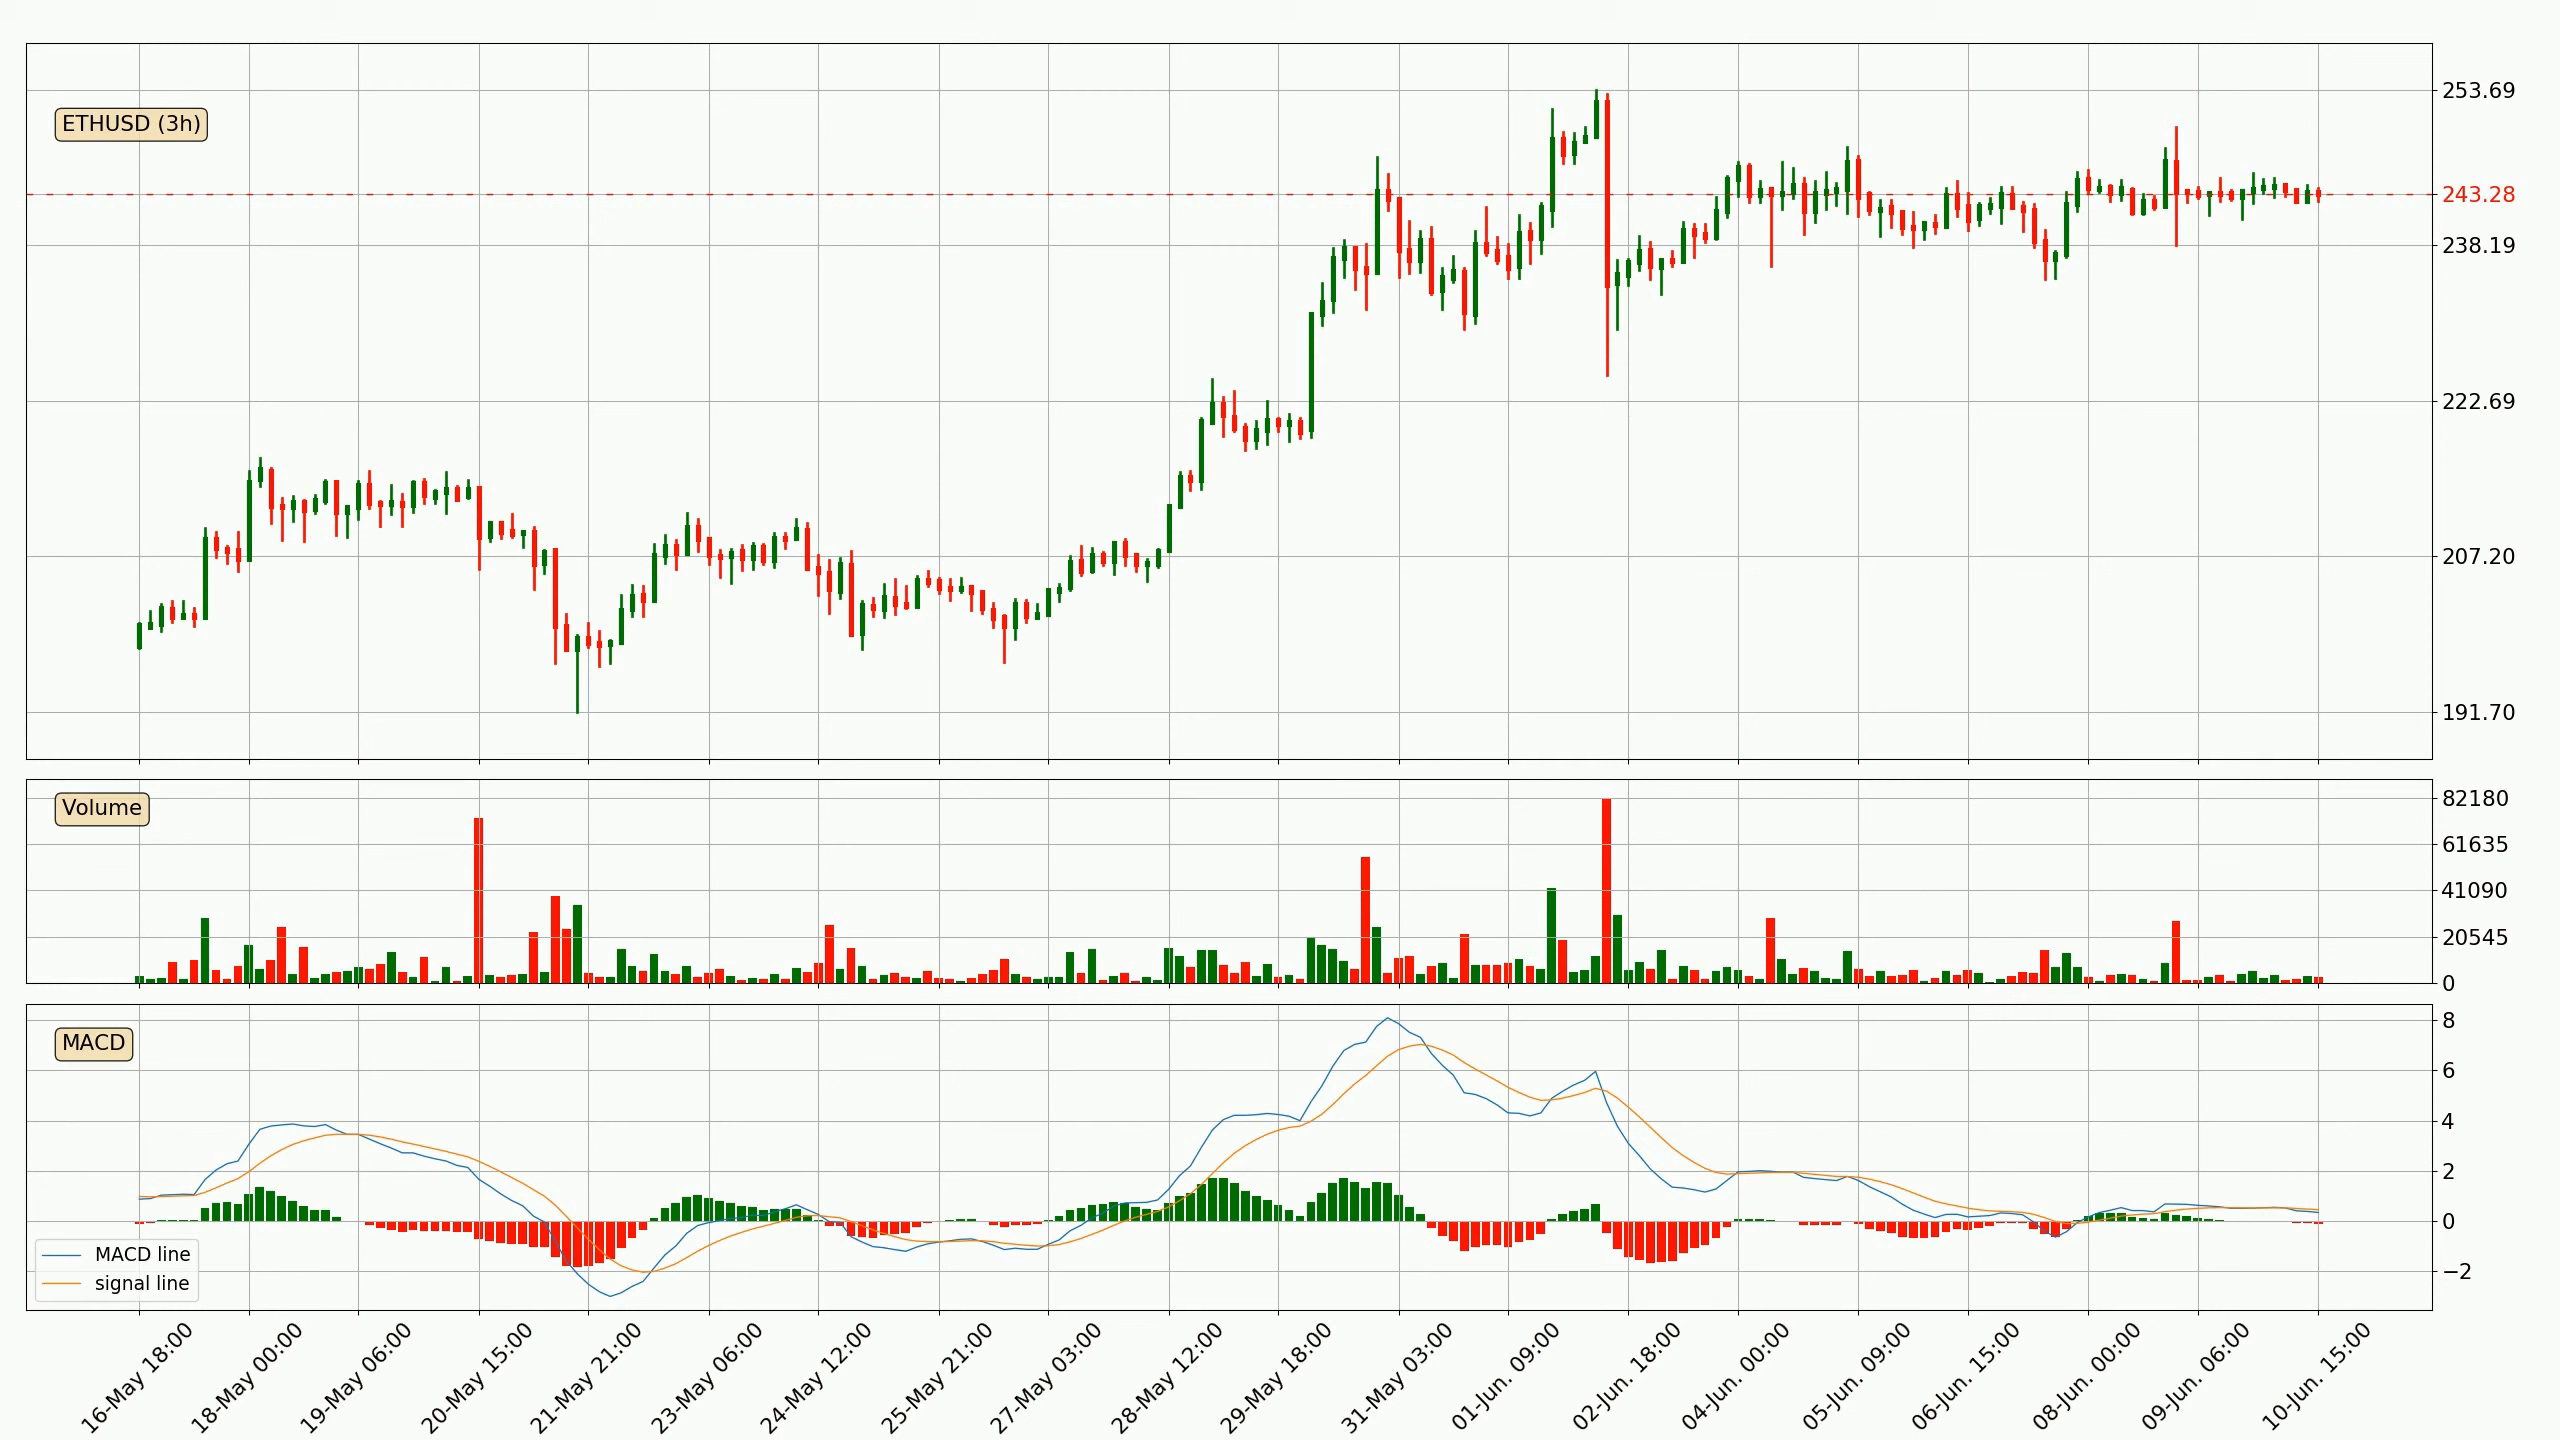 ETHUSD (3h)
253.69
243.28
238.19
222.69
207.20
191.70
Volume
82180
61635
41090
20545
0
MACD
8
6
4
2
0
−2
MACD line
signal line
16-May 18:00
18-May 00:00
19-May 06:00
20-May 15:00
21-May 21:00
23-May 06:00
24-May 12:00
25-May 21:00
27-May 03:00
28-May 12:00
29-May 18:00
31-May 03:00
01-Jun. 09:00
02-Jun. 18:00
04-Jun. 00:00
05-Jun. 09:00
06-Jun. 15:00
08-Jun. 00:00
09-Jun. 06:00
10-Jun. 15:00